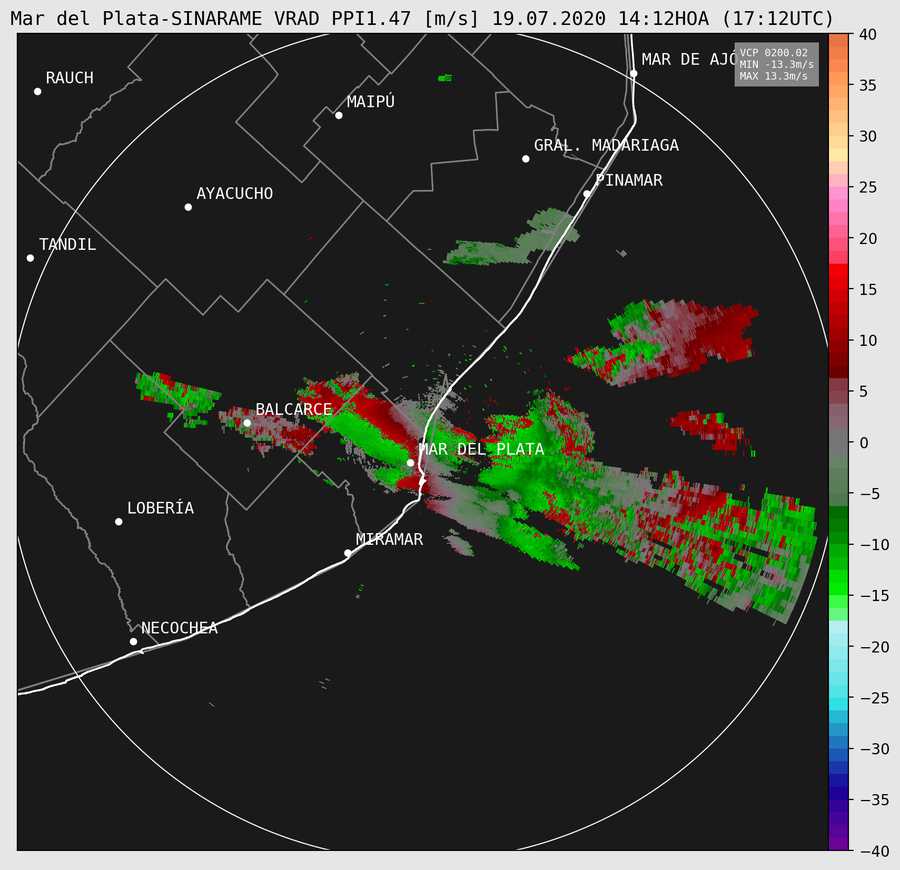 Mar del Plata-SINARAME VRAD PPI1.47 [m/s] 19.07.2020 14:12HOA (17:12UTC)
MAR DE AJÓ
VCP 0200.02
MIN -13.3m/s
MAX 13.3m/s
RAUCH
MAIPÚ
GRAL. MADARIAGA
PINAMAR
AYACUCHO
TANDIL
BALCARCE
MAR DEL PLATA
LOBERÍA
MIRAMAR
NECOCHEA
40
35
30
25
20
15
10
5
0
−5
−10
−15
−20
−25
−30
−35
−40